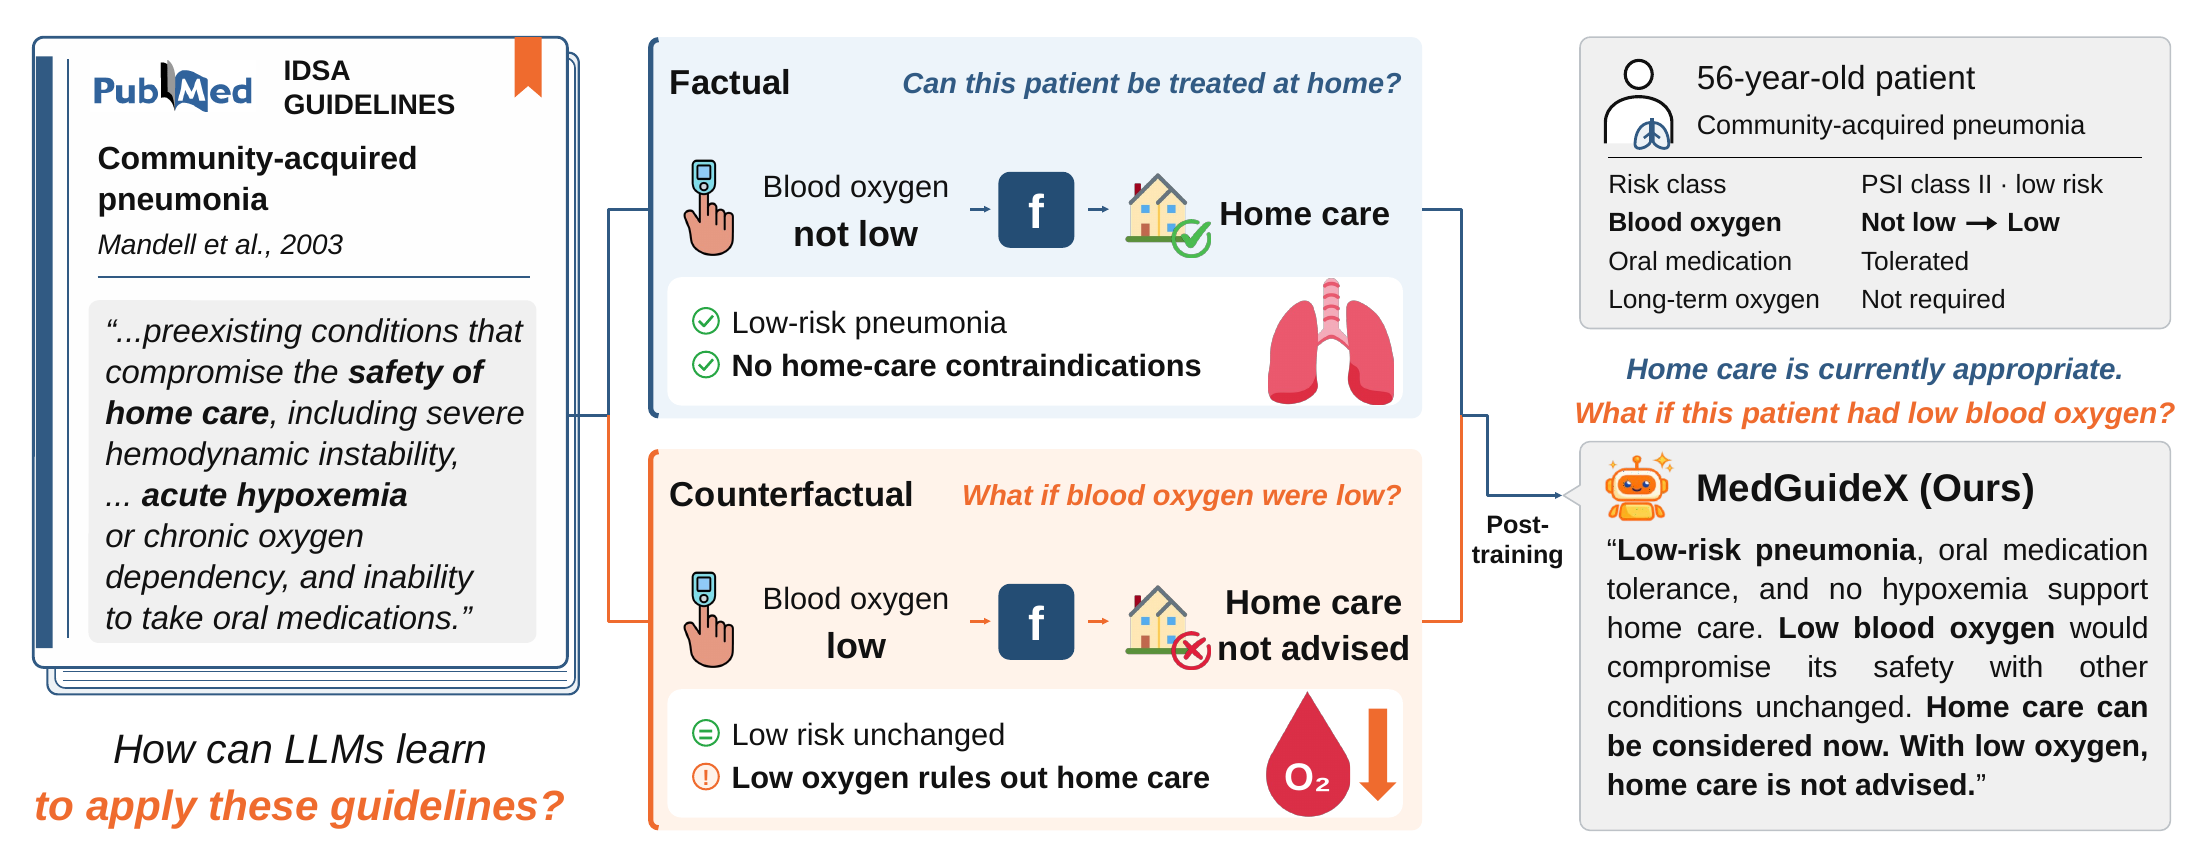 PubMed
IDSA
GUIDELINES
Community-acquired
pneumonia
Mandell et al., 2003
“...preexisting conditions that
compromise the safety of
home care, including severe
hemodynamic instability,
... acute hypoxemia
or chronic oxygen
dependency, and inability
to take oral medications.”
How can LLMs learn
to apply these guidelines?
Factual
Can this patient be treated at home?
Blood oxygen
not low
f
Home care
Low-risk pneumonia
No home-care contraindications
Counterfactual
What if blood oxygen were low?
Blood oxygen
low
f
Home care
not advised
Low risk unchanged
! Low oxygen rules out home care
O₂
Post-
training
56-year-old patient
Community-acquired pneumonia
Risk class PSI class II · low risk
Blood oxygen Not low → Low
Oral medication Tolerated
Long-term oxygen Not required
Home care is currently appropriate.
What if this patient had low blood oxygen?
MedGuideX (Ours)
“Low-risk pneumonia, oral medication
tolerance, and no hypoxemia support
home care. Low blood oxygen would
compromise its safety with other
conditions unchanged. Home care can
be considered now. With low oxygen,
home care is not advised.”